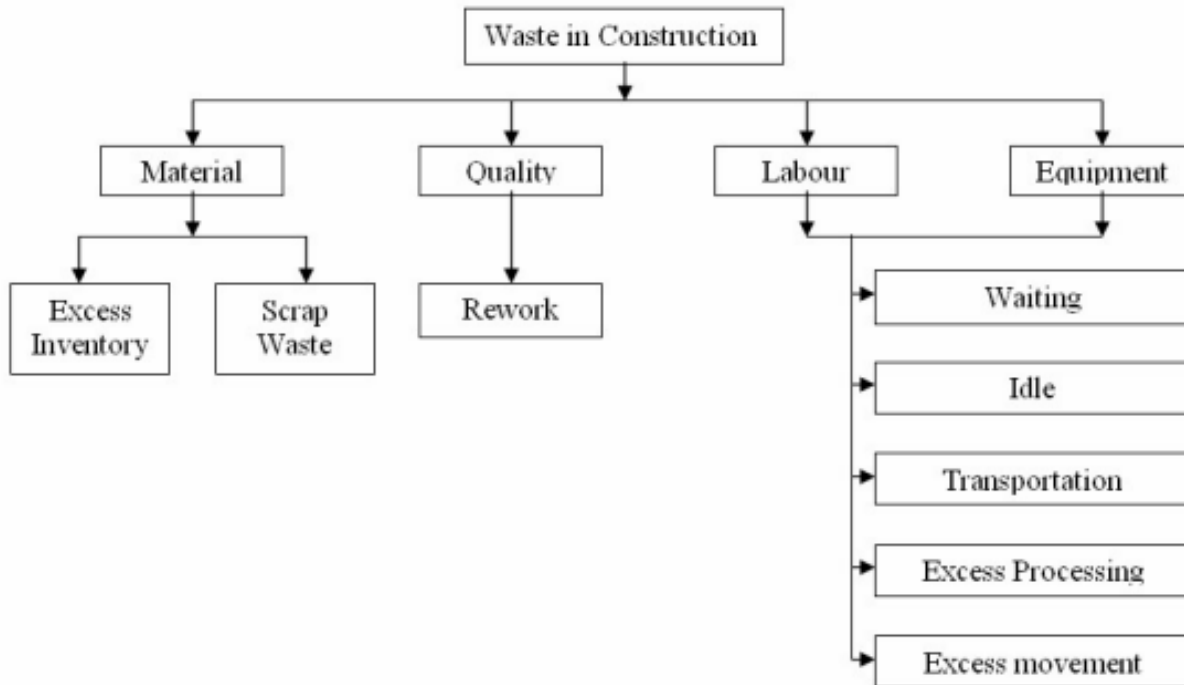 Waste in Construction
Material
Quality
Labour
Equipment
Excess
Inventory
Scrap
Waste
Rework
Waiting
Idle
Transportation
Excess Processing
Excess movement